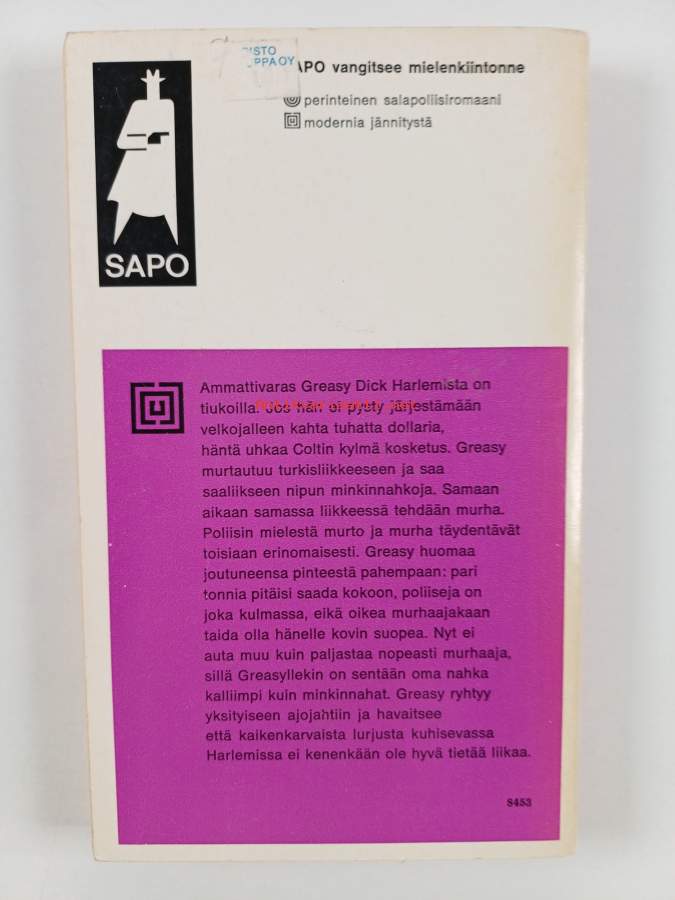 ISTO
PPA OY
APO vangitsee mielenkiintonne
perinteinen salapoliisiromaani
modernia jännitystä
SAPO
Ammattivaras Greasy Dick Harlemista on
tiukoilla. Jos hän ei pysty järjestämään
velkojalleen kahta tuhatta dollaria,
häntä uhkaa Coltin kylmä kosketus. Greasy
murtautuu turkisliikkeeseen ja saa
saaliikseen nipun minkinnahkoja. Samaan
aikaan samassa liikkeessä tehdään murha.
Poliisin mielestä murto ja murha täydentävät
toisiaan erinomaisesti. Greasy huomaa
joutuneensa pinteestä pahempaan: pari
tonnia pitäisi saada kokoon, poliiseja on
joka kulmassa, eikä oikea murhaajakaan
taida olla hänelle kovin suopea. Nyt ei
auta muu kuin paljastaa nopeasti murhaaja,
sillä Greasyllekin on sentään oma nahka
kalliimpi kuin minkinnahat. Greasy ryhtyy
yksityiseen ajojahtiin ja havaitsee
että kaikenkarvaista lurjusta kuhisevassa
Harlemissa ei kenenkään ole hyvä tietää liikaa.
8453